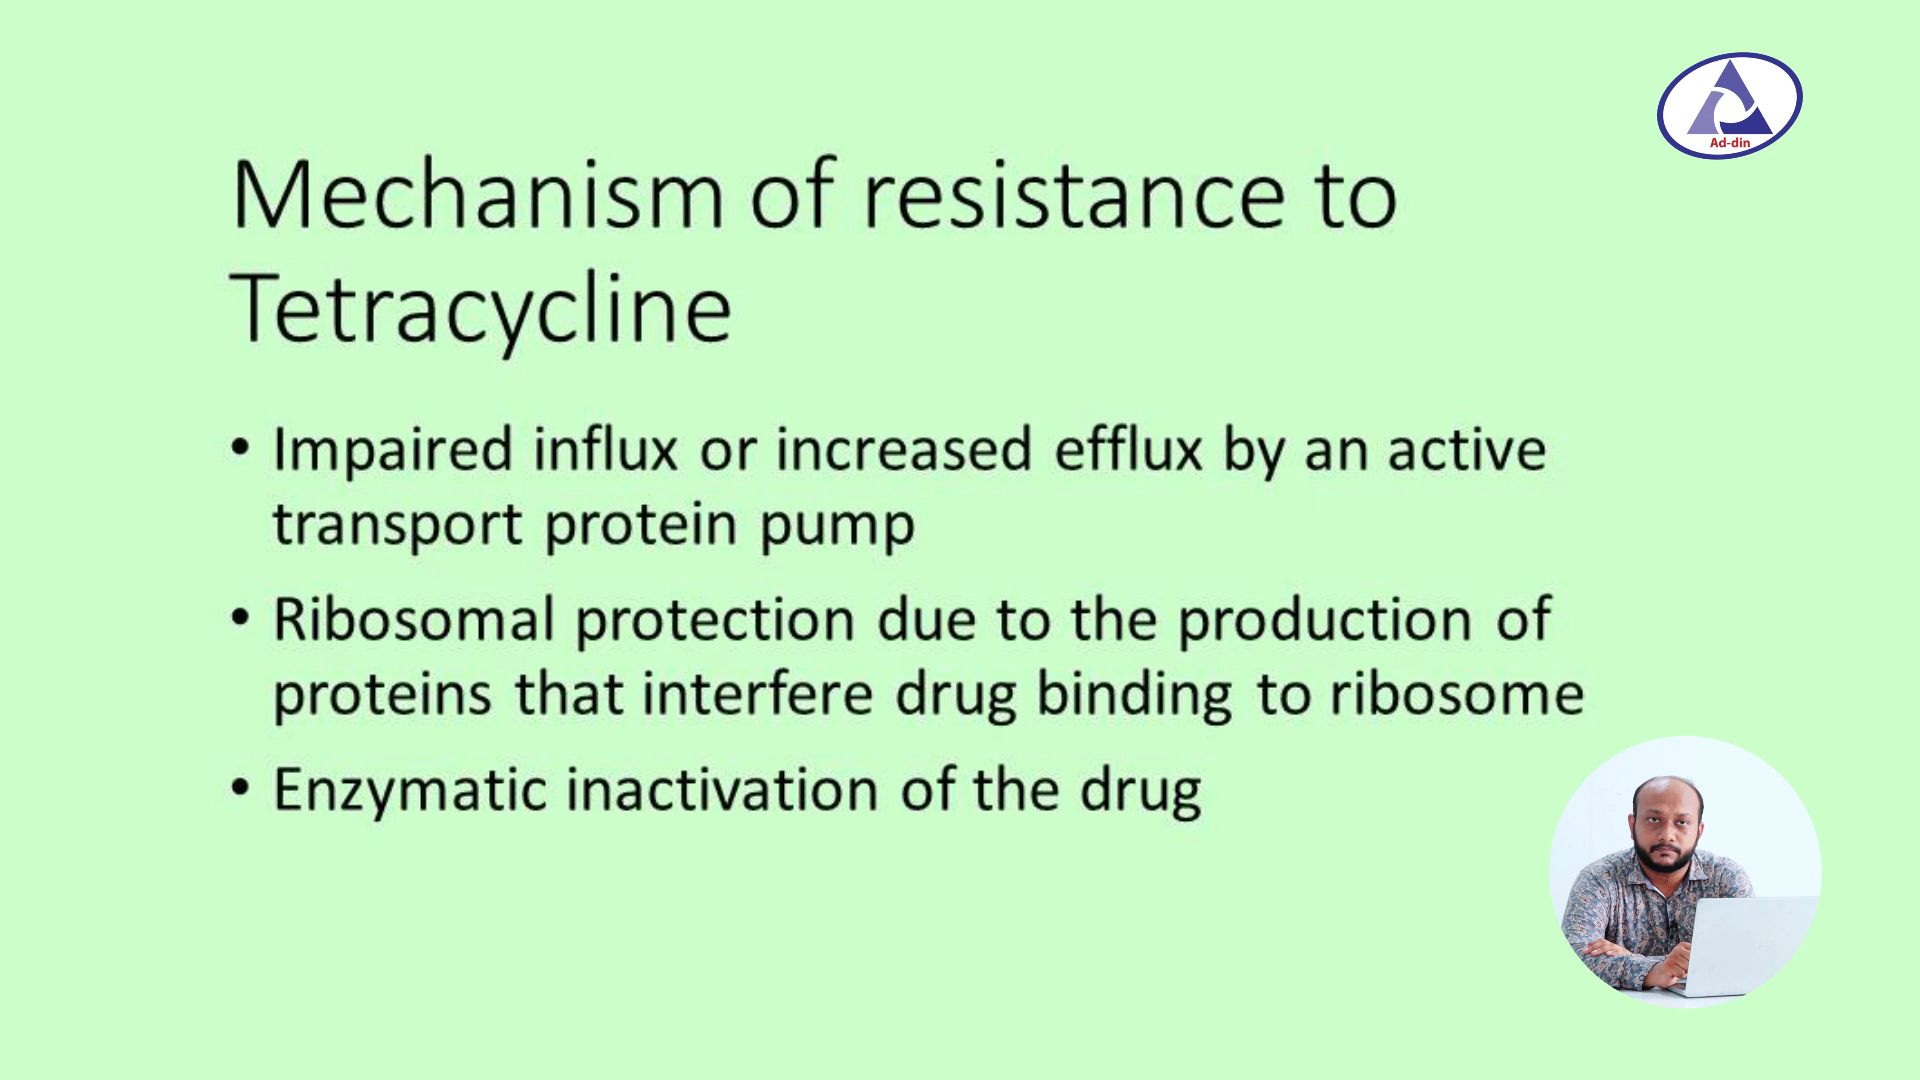 Ad-din
Mechanism of resistance to
Tetracycline
• Impaired influx or increased efflux by an active
transport protein pump
• Ribosomal protection due to the production of
proteins that interfere drug binding to ribosome
• Enzymatic inactivation of the drug